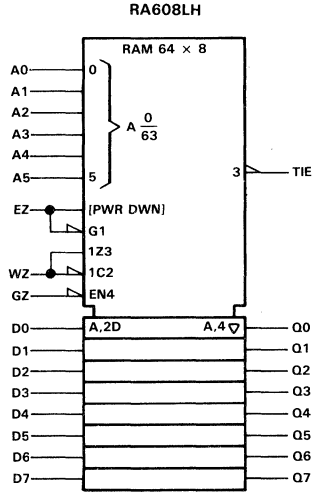 RA608LH
RAM 64 × 8
A0 0
A1
A2
A3 A 0/63
A4
A5 5
3 TIE
EZ [PWR DWN]
G1
1Z3
WZ 1C2
GZ EN4
D0 A,2D A,4 ▽ Q0
D1 Q1
D2 Q2
D3 Q3
D4 Q4
D5 Q5
D6 Q6
D7 Q7